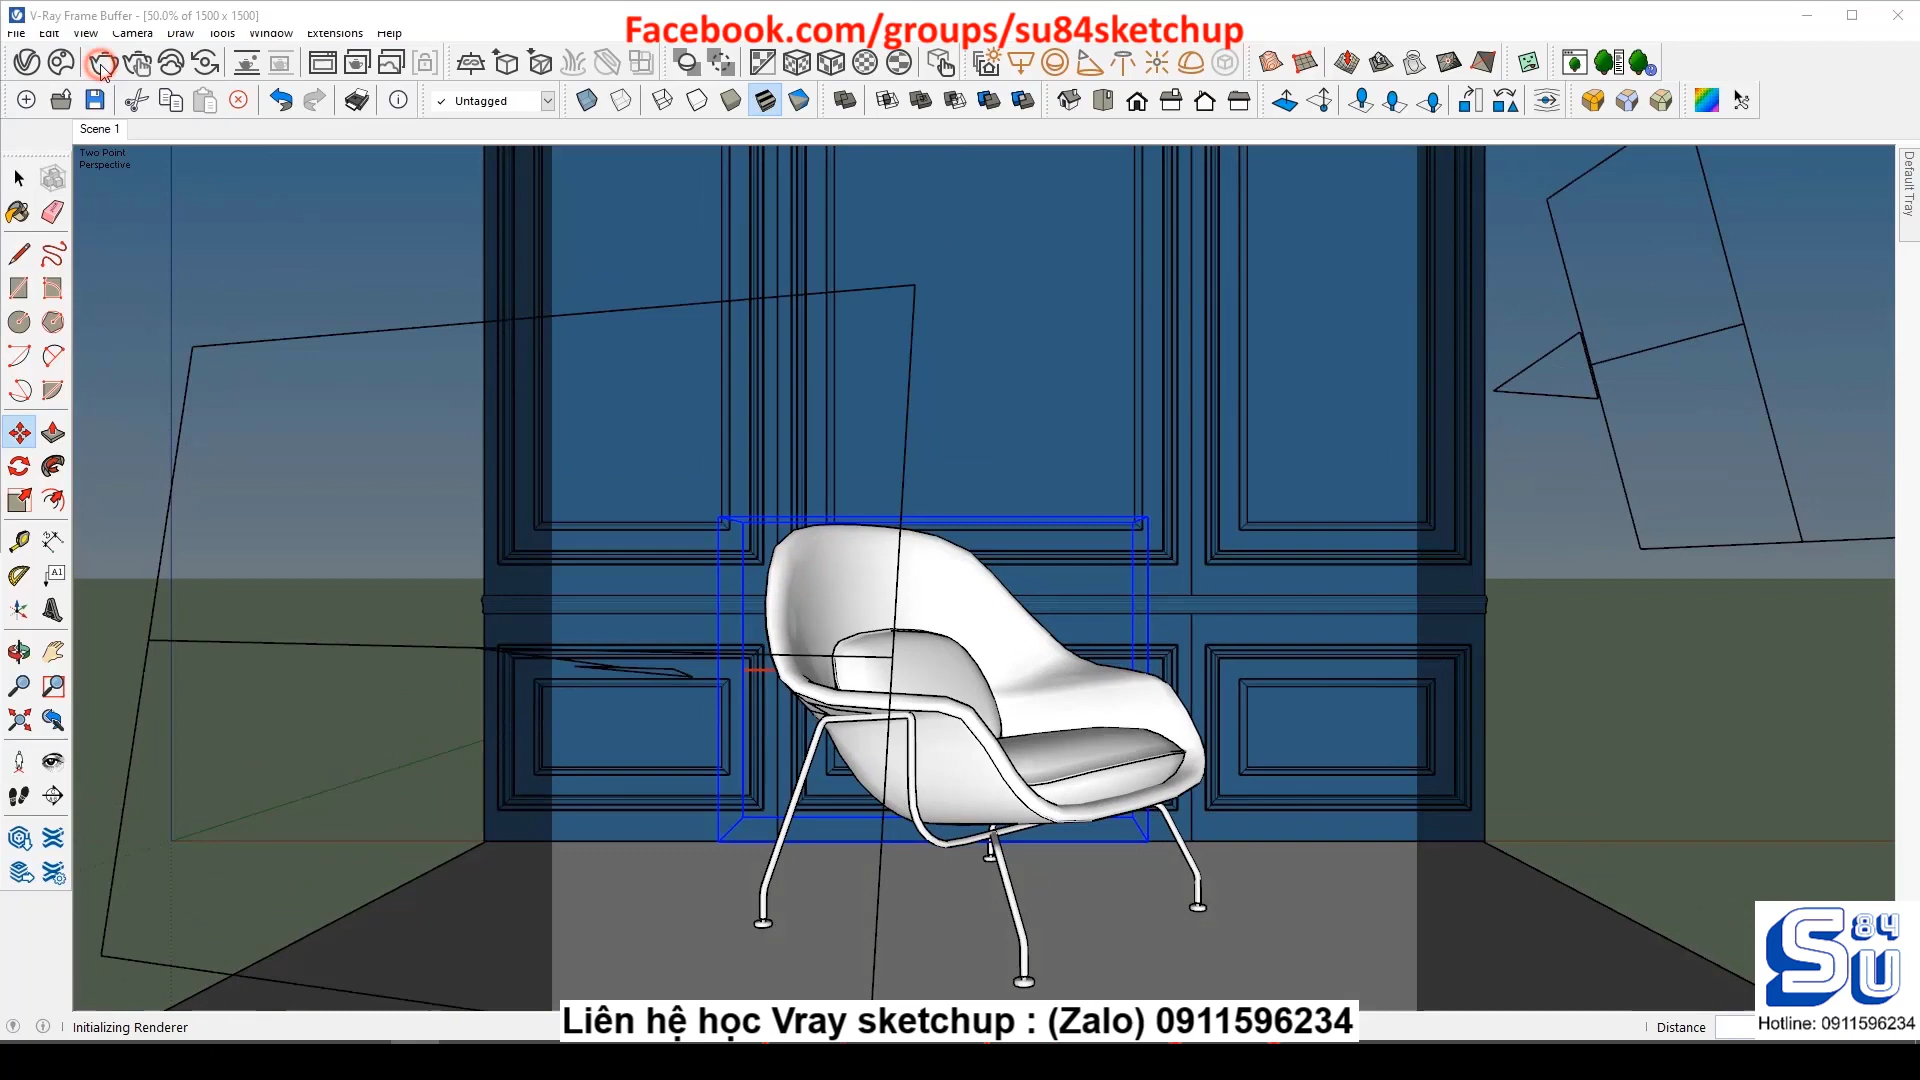 V-Ray Frame Buffer - [50.0% of 1500 x 1500]
Facebook.com/groups/su84sketchup
File Edit View Camera Draw Tools Window Extensions Help
Untagged
Scene 1
Two Point
Perspective
Default Tray
A1
84
SU
Liên hệ học Vray sketchup : (Zalo) 0911596234
Initializing Renderer
Distance
Hotline: 0911596234